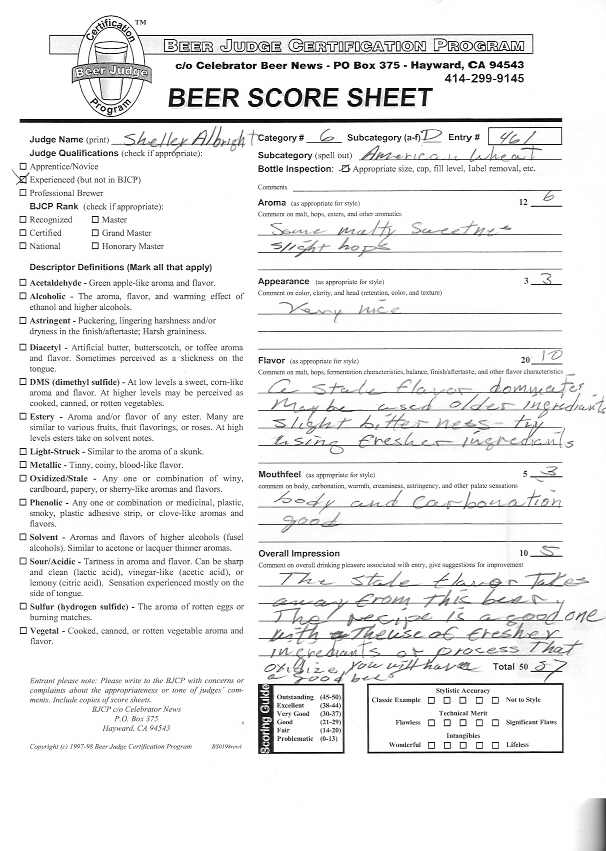 Certification
TM
Beer Judge
Program
BEER JUDGE CERTIFICATION PROGRAM
c/o Celebrator Beer News - PO Box 375 - Hayward, CA 94543
414-299-9145
BEER SCORE SHEET
Judge Name (print) Shelley Albright
Judge Qualifications (check if appropriate):
Apprentice/Novice
Experienced (but not in BJCP)
Professional Brewer
BJCP Rank (check if appropriate):
Recognized Master
Certified Grand Master
National Honorary Master
Descriptor Definitions (Mark all that apply)
Acetaldehyde - Green apple-like aroma and flavor.
Alcoholic - The aroma, flavor, and warming effect of
ethanol and higher alcohols.
Astringent - Puckering, lingering harshness and/or
dryness in the finish/aftertaste; Harsh graininess.
Diacetyl - Artificial butter, butterscotch, or toffee aroma
and flavor. Sometimes perceived as a slickness on the
tongue.
DMS (dimethyl sulfide) - At low levels a sweet, corn-like
aroma and flavor. At higher levels may be perceived as
cooked, canned, or rotten vegetables.
Estery - Aroma and/or flavor of any ester. Many are
similar to various fruits, fruit flavorings, or roses. At high
levels esters take on solvent notes.
Light-Struck - Similar to the aroma of a skunk.
Metallic - Tinny, coiny, blood-like flavor.
Oxidized/Stale - Any one or combination of winy,
cardboard, papery, or sherry-like aromas and flavors.
Phenolic - Any one or combination or medicinal, plastic,
smoky, plastic adhesive strip, or clove-like aromas and
flavors.
Solvent - Aromas and flavors of higher alcohols (fusel
alcohols). Similar to acetone or lacquer thinner aromas.
Sour/Acidic - Tartness in aroma and flavor. Can be sharp
and clean (lactic acid), vinegar-like (acetic acid), or
lemony (citric acid). Sensation experienced mostly on the
side of tongue.
Sulfur (hydrogen sulfide) - The aroma of rotten eggs or
burning matches.
Vegetal - Cooked, canned, or rotten vegetable aroma and
flavor.
Entrant please note: Please write to the BJCP with concerns or
complaints about the appropriateness or tone of judges' com-
ments. Include copies of score sheets.
BJCP c/o Celebrator News
P.O. Box 375
Hayward, CA 94543
Copyright (c) 1997-98 Beer Judge Certification Program
Category # 6 Subcategory (a-f) D Entry # 461
Subcategory (spell out) American Wheat
Bottle Inspection: Appropriate size, cap, fill level, label removal, etc.
Comments
Aroma (as appropriate for style) 12 6
Comment on malt, hops, esters, and other aromatics
Some malty sweetnes
slight hops
Appearance (as appropriate for style) 3 3
Comment on color, clarity, and head (retention, color, and texture)
Very nice
Flavor (as appropriate for style) 20 10
Comment on malt, hops, fermentation characteristics, balance, finish/aftertaste, and other flavor characteristics
A stale flavor dominates.
Maybe used older ingrediants
slight bitterness - try
using fresher ingredients
Mouthfeel (as appropriate for style) 5 3
comment on body, carbonation, warmth, creaminess, astringency, and other palate sensations
body and carbonation
good
Overall Impression 10 5
Comment on overall drinking pleasure associated with entry, give suggestions for improvement
The stale flavor takes
away from this beer
The recipe is a good one
with the use of fresher
ingrediants or process that
oxidize, you will have
a good beer
Total 50 27
Scoring Guide
Outstanding (45-50)
Excellent (38-44)
Very Good (30-37)
Good (21-29)
Fair (14-20)
Problematic (0-13)
Stylistic Accuracy
Classic Example Not to Style
Technical Merit
Flawless Significant Flaws
Intangibles
Wonderful Lifeless